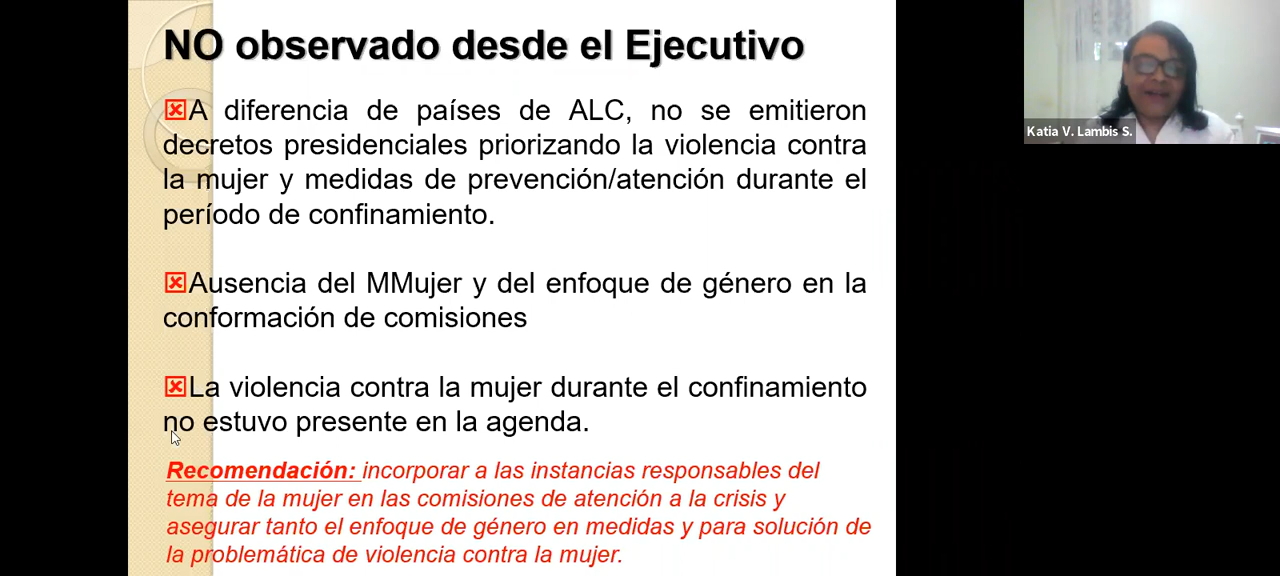 NO observado desde el Ejecutivo
A diferencia de países de ALC, no se emitieron
decretos presidenciales priorizando la violencia contra
la mujer y medidas de prevención/atención durante el
período de confinamiento.
Ausencia del MMujer y del enfoque de género en la
conformación de comisiones
La violencia contra la mujer durante el confinamiento
no estuvo presente en la agenda.
Recomendación: incorporar a las instancias responsables del
tema de la mujer en las comisiones de atención a la crisis y
asegurar tanto el enfoque de género en medidas y para solución de
la problemática de violencia contra la mujer.
Katia V. Lambis S.